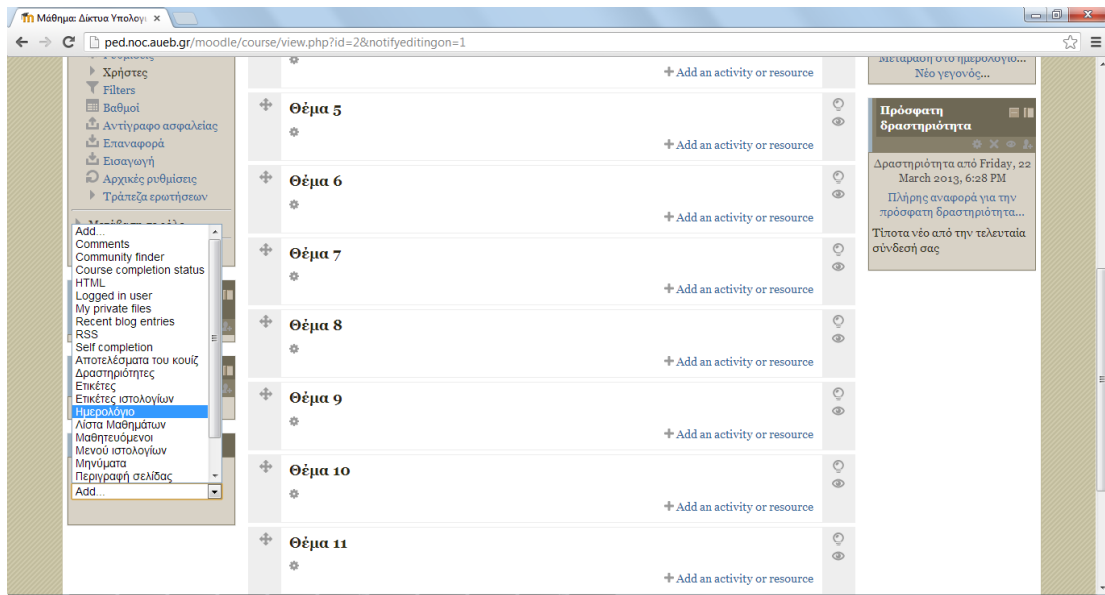 Μάθημα: Δίκτυα Υπολογι
ped.noc.aueb.gr/moodle/course/view.php?id=2&notifyeditingon=1
Ρυθμίσεις
Χρήστες
Filters
Βαθμοί
Αντίγραφο ασφαλείας
Επαναφορά
Εισαγωγή
Αρχικές ρυθμίσεις
Τράπεζα ερωτήσεων
Add...
Comments
Community finder
Course completion status
HTML
Logged in user
My private files
Recent blog entries
RSS
Self completion
Αποτελέσματα του κουίζ
Δραστηριότητες
Ετικέτες
Ετικέτες ιστολογίων
Ημερολόγιο
Λίστα Μαθημάτων
Μαθητευόμενοι
Μενού ιστολογίων
Μηνύματα
Περιγραφή σελίδας
Add...
Add an activity or resource
Θέμα 5
Add an activity or resource
Θέμα 6
Add an activity or resource
Θέμα 7
Add an activity or resource
Θέμα 8
Add an activity or resource
Θέμα 9
Add an activity or resource
Θέμα 10
Add an activity or resource
Θέμα 11
Add an activity or resource
Μετάβαση στο ημερολόγιο...
Νέο γεγονός...
Πρόσφατη
δραστηριότητα
Δραστηριότητα από Friday, 22
March 2013, 6:28 PM
Πλήρης αναφορά για την
πρόσφατη δραστηριότητα...
Τίποτα νέο από την τελευταία
σύνδεσή σας